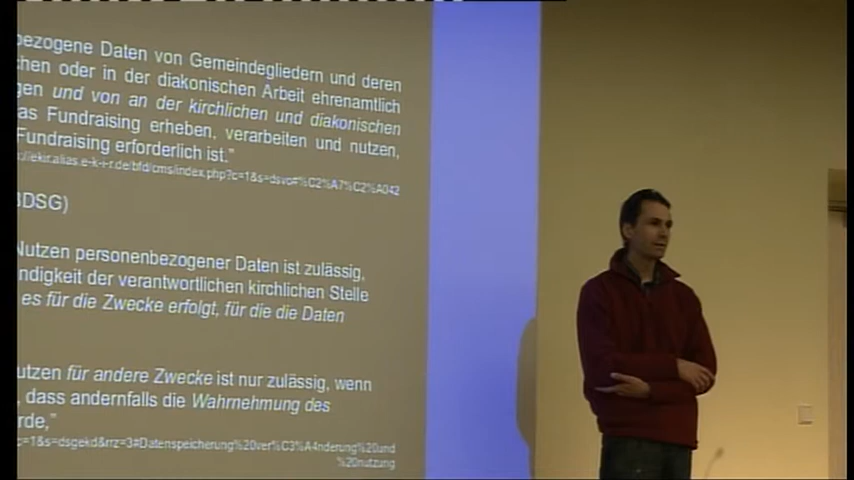 bezogene Daten von Gemeindegliedern und deren
chen oder in der diakonischen Arbeit ehrenamtlich
gen und von an der kirchlichen und diakonischen
as Fundraising erheben, verarbeiten und nutzen,
Fundraising erforderlich ist."
://ekir.alias.e-k-i-r.de/bfd/cms/index.php?c=1&s=dsvo#%C2%A7%C2%A042
BDSG)
Nutzen personenbezogener Daten ist zulässig,
ndigkeit der verantwortlichen kirchlichen Stelle
es für die Zwecke erfolgt, für die die Daten
utzen für andere Zwecke ist nur zulässig, wenn
, dass andernfalls die Wahrnehmung des
rde,"
c=1&s=dsgekd&rrz=3#Datenspeicherung%20ver%C3%A4nderung%20und
%20nutzung